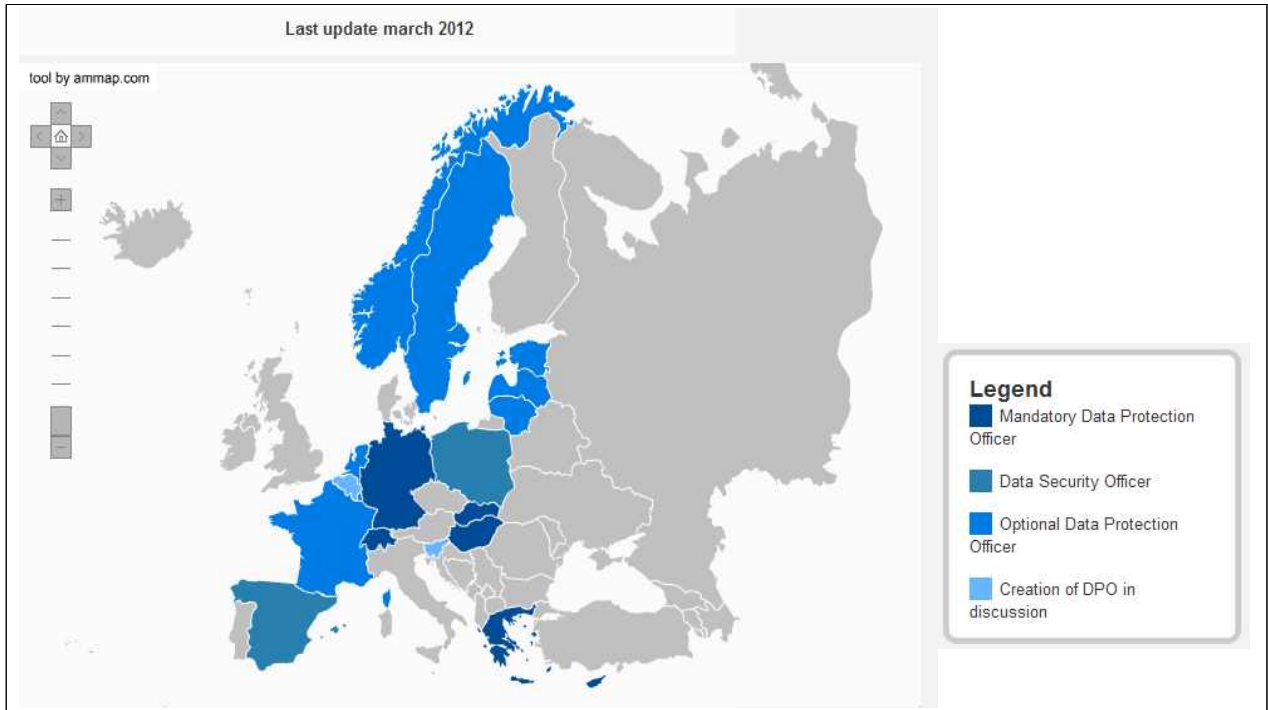 Last update march 2012
tool by ammap.com
Legend
Mandatory Data Protection
Officer
Data Security Officer
Optional Data Protection
Officer
Creation of DPO in
discussion